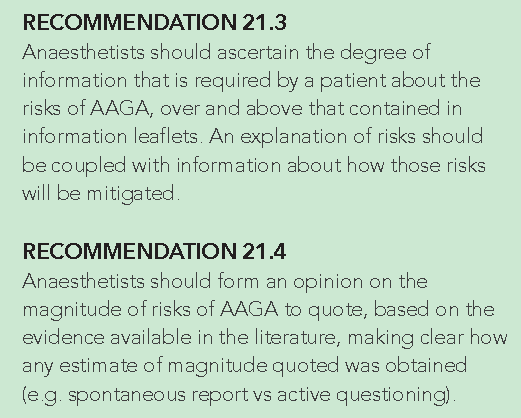 RECOMMENDATION 21.3
Anaesthetists should ascertain the degree of
information that is required by a patient about the
risks of AAGA, over and above that contained in
information leaflets. An explanation of risks should
be coupled with information about how those risks
will be mitigated.
RECOMMENDATION 21.4
Anaesthetists should form an opinion on the
magnitude of risks of AAGA to quote, based on the
evidence available in the literature, making clear how
any estimate of magnitude quoted was obtained
(e.g. spontaneous report vs active questioning).